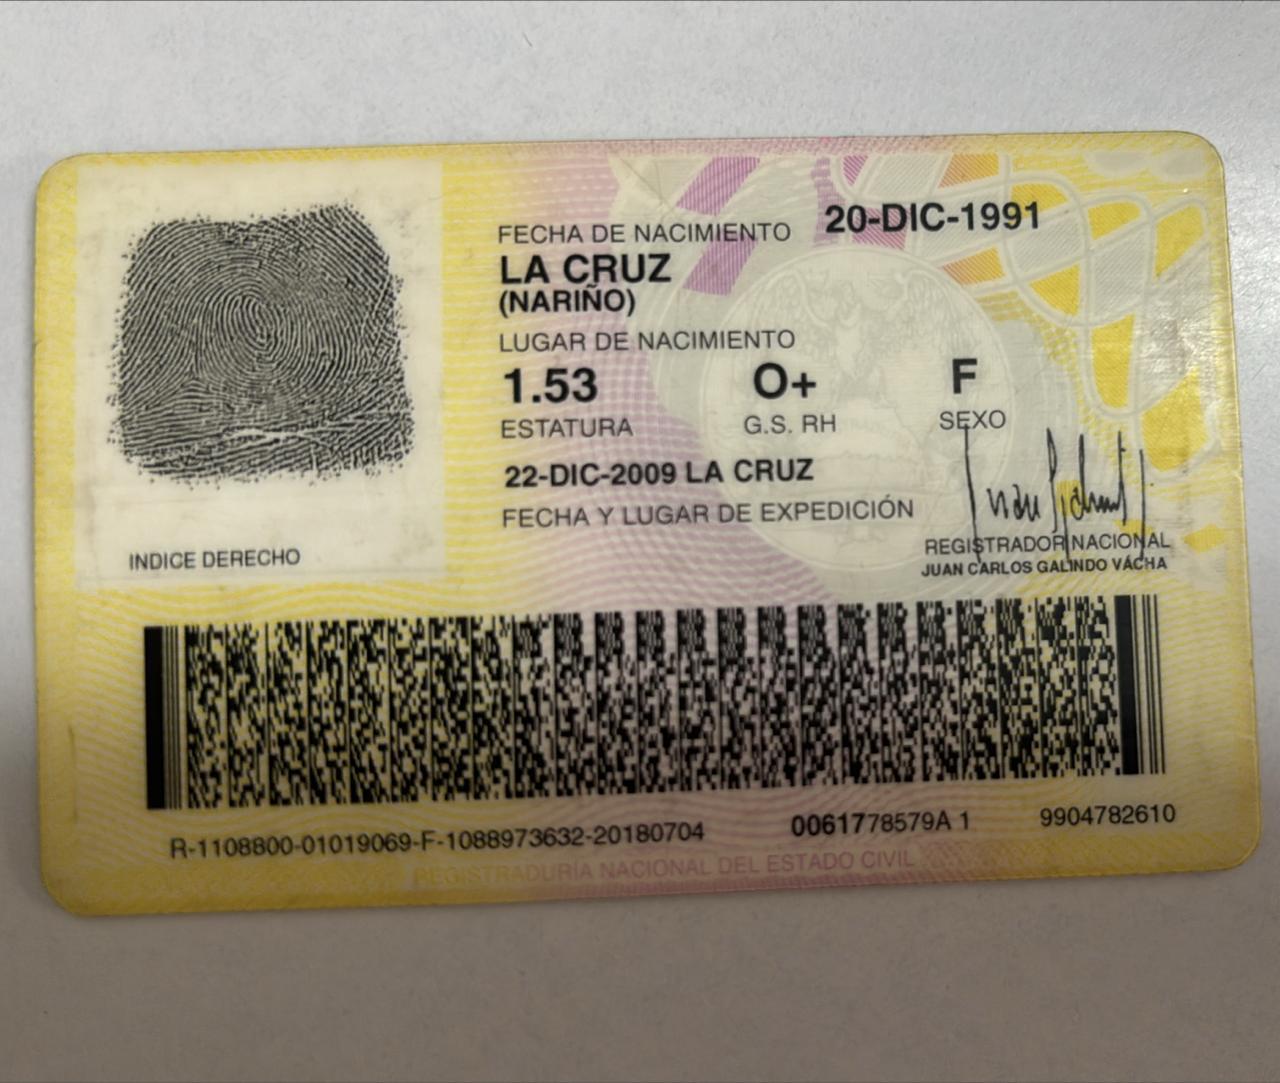 FECHA DE NACIMIENTO 20-DIC-1991
LA CRUZ
(NARIÑO)
LUGAR DE NACIMIENTO
1.53 O+ F
ESTATURA G.S. RH SEXO
22-DIC-2009 LA CRUZ
FECHA Y LUGAR DE EXPEDICIÓN
INDICE DERECHO
REGISTRADOR NACIONAL
JUAN CARLOS GALINDO VÁCHA
R-1108800-01019069-F-1088973632-20180704 0061778579A 1 9904782610
REGISTRADURÍA NACIONAL DEL ESTADO CIVIL